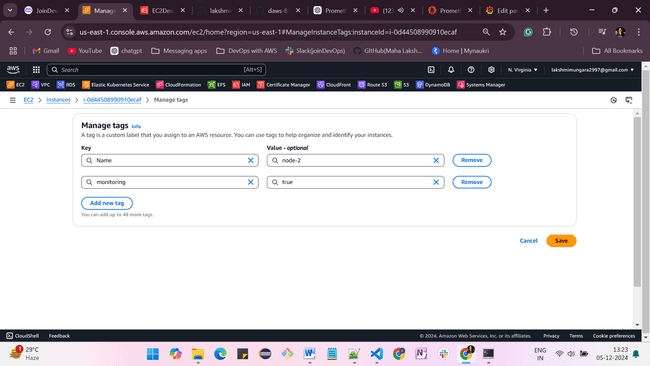 JoinDev
Manage
EC2Dee
lakshmi
daws-8
Prometh
(12
Prometh
Edit pa
us-east-1.console.aws.amazon.com/ec2/home?region=us-east-1#ManageInstanceTags:instanceId=i-0d44508990910ecaf
Gmail YouTube chatgpt Messaging apps DevOps with AWS Slack(joinDevOps) GitHub(Maha Laksh... Home | Mynaukri All Bookmarks
aws Search [Alt+S] N. Virginia lakshmimungara2997@gmail.com
EC2 VPC RDS Elastic Kubernetes Service CloudFormation EFS IAM Certificate Manager CloudFront Route 53 S3 DynamoDB Systems Manager
EC2 > Instances > i-0d44508990910ecaf > Manage tags
Manage tags Info
A tag is a custom label that you assign to an AWS resource. You can use tags to help organize and identify your instances.
Key Value - optional
Name node-2 Remove
monitoring true Remove
Add new tag
You can add up to 48 more tags.
Cancel Save
CloudShell Feedback © 2024, Amazon Web Services, Inc. or its affiliates. Privacy Terms Cookie preferences
29°C
Haze
ENG
IN
13:23
05-12-2024